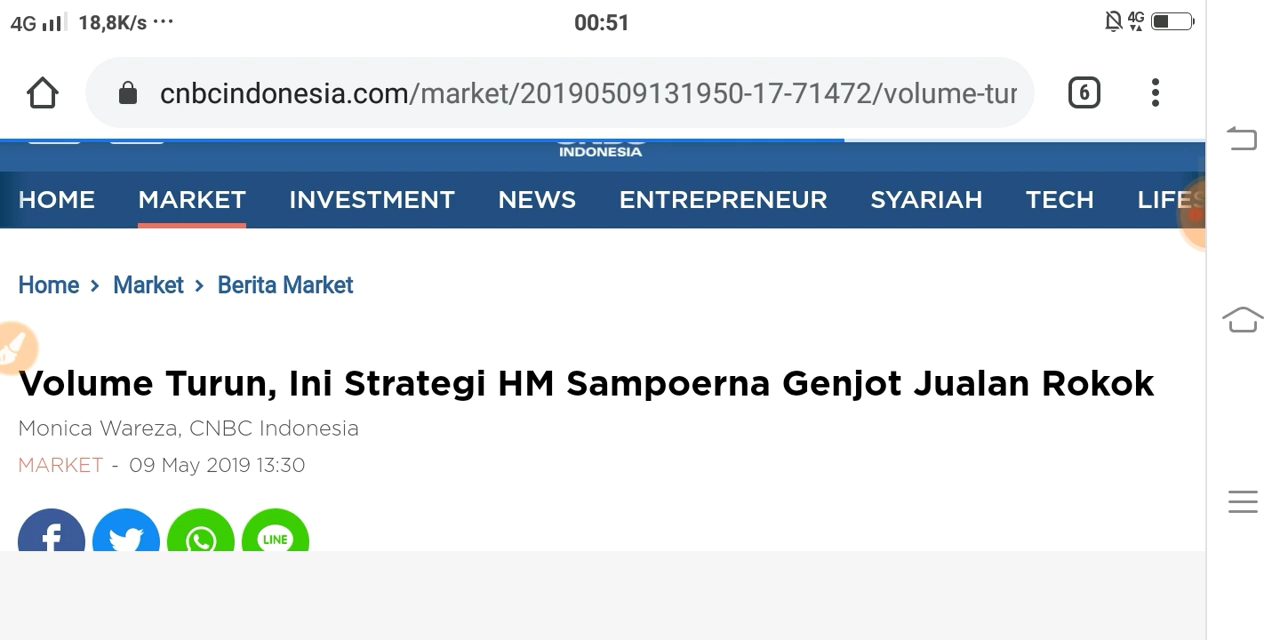 4G 18,8K/s ...
00:51
4G
cnbcindonesia.com/market/20190509131950-17-71472/volume-tur
6
INDONESIA
HOME MARKET INVESTMENT NEWS ENTREPRENEUR SYARIAH TECH LIFES
Home > Market > Berita Market
Volume Turun, Ini Strategi HM Sampoerna Genjot Jualan Rokok
Monica Wareza, CNBC Indonesia
MARKET - 09 May 2019 13:30
f LINE